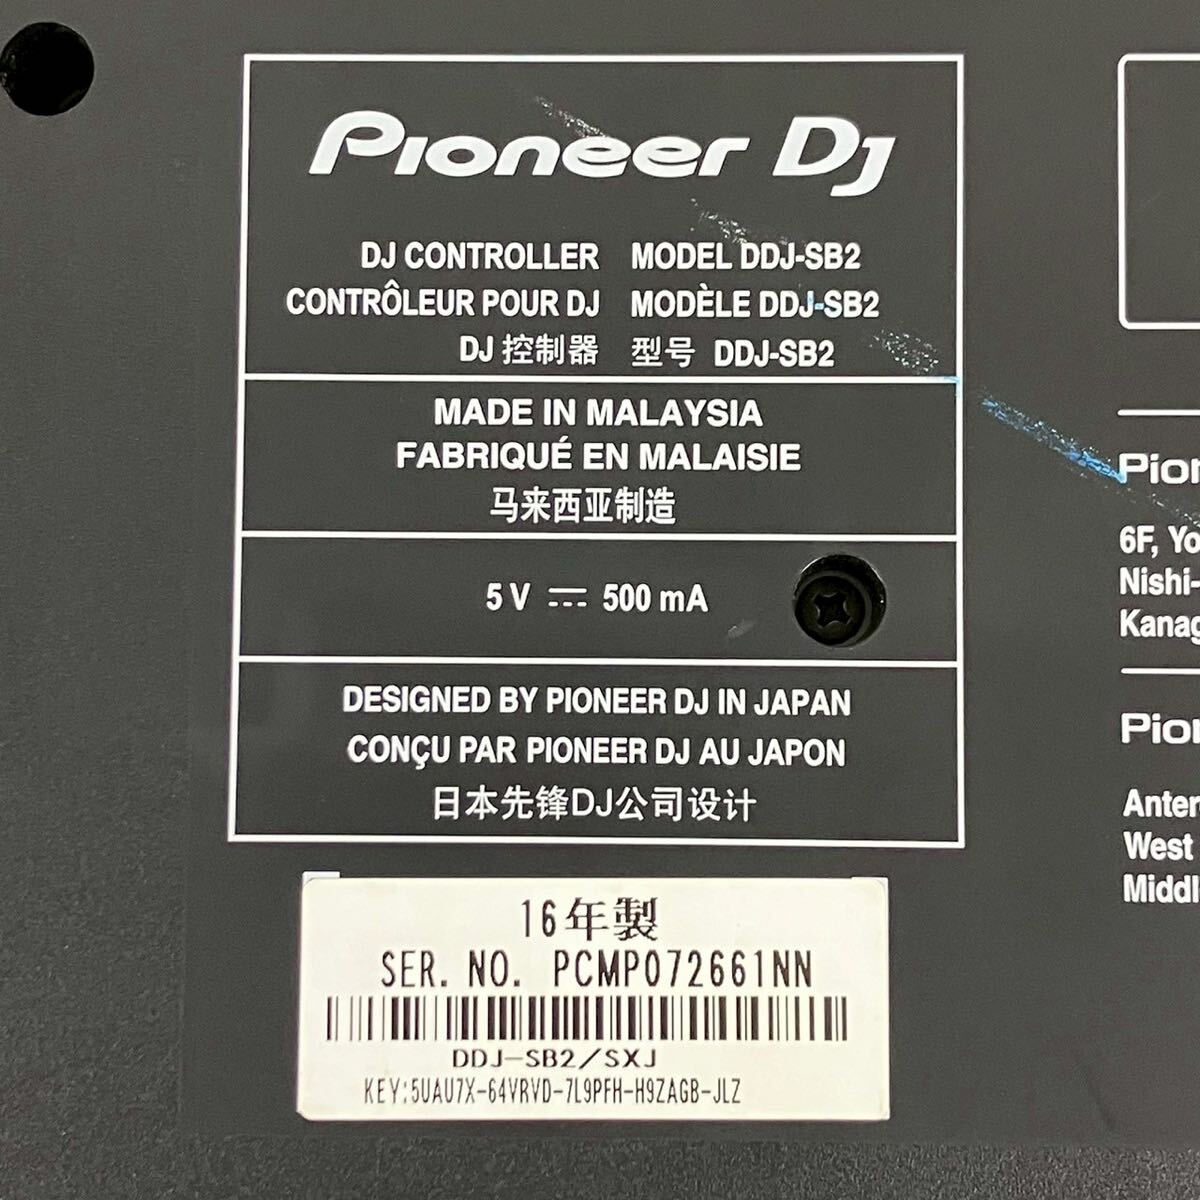 Pioneer DJ
DJ CONTROLLER MODEL DDJ-SB2
CONTRÔLEUR POUR DJ MODÈLE DDJ-SB2
DJ 控制器 型号 DDJ-SB2
MADE IN MALAYSIA
FABRIQUÉ EN MALAISIE
马来西亚制造
5 V ⎓ 500 mA
DESIGNED BY PIONEER DJ IN JAPAN
CONÇU PAR PIONEER DJ AU JAPON
日本先锋DJ公司设计
16年製
SER. NO. PCMP072661NN
DDJ-SB2/SXJ
KEY:5UAU7X-64VRVD-7L9PFH-H9ZAGB-JLZ
6F,
Nishi-
West